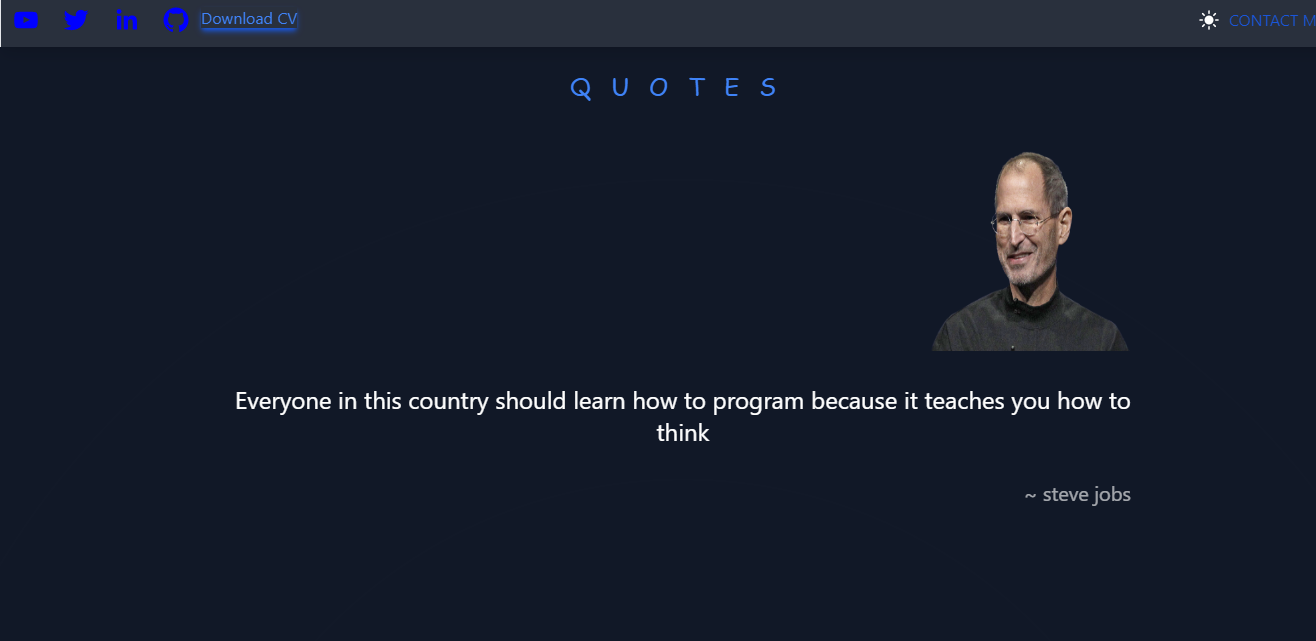 Download CV
CONTACT M
QUOTES
Everyone in this country should learn how to program because it teaches you how to
think
~ steve jobs